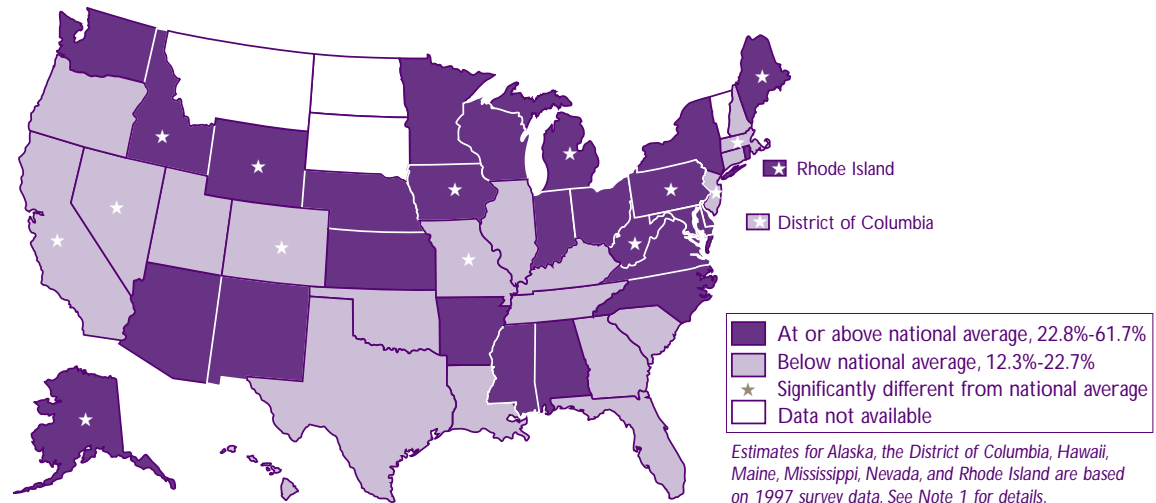 Rhode Island
District of Columbia
At or above national average, 22.8%-61.7%
Below national average, 12.3%-22.7%
Significantly different from national average
Data not available
Estimates for Alaska, the District of Columbia, Hawaii,
Maine, Mississippi, Nevada, and Rhode Island are based
on 1997 survey data. See Note 1 for details.